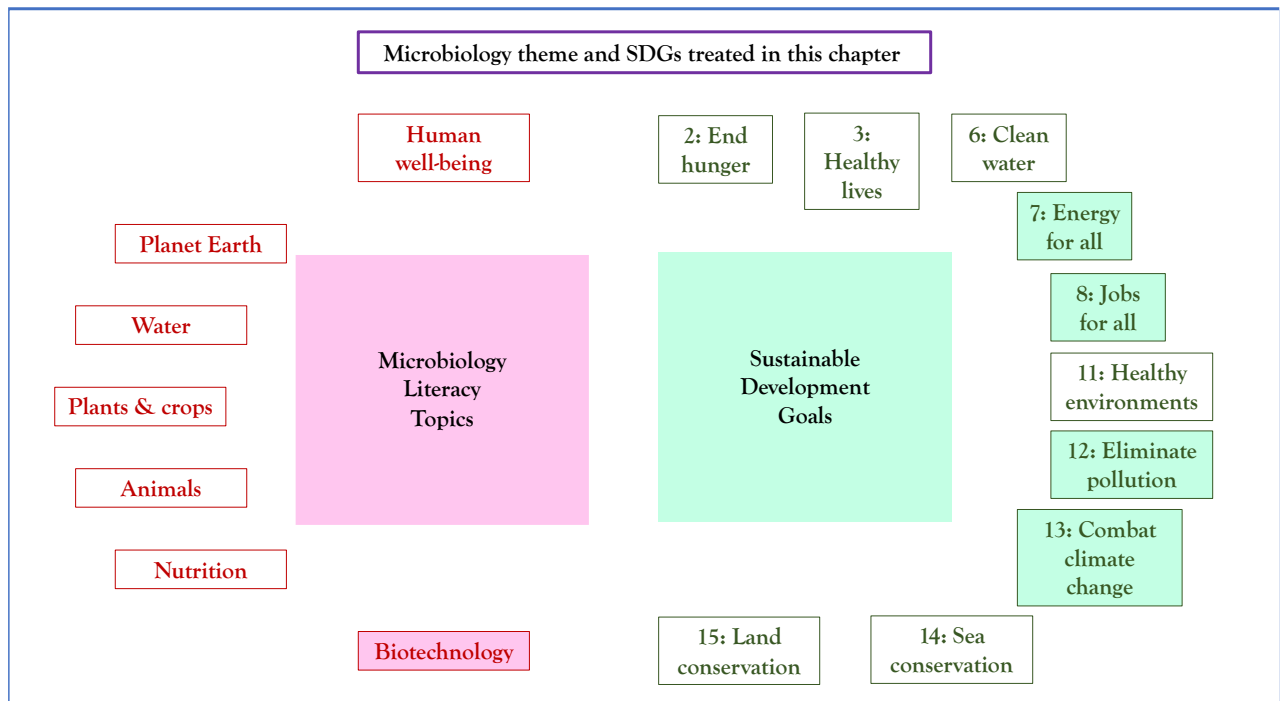 Microbiology theme and SDGs treated in this chapter
Human
well-being
Planet Earth
Water
Plants & crops
Animals
Nutrition
Biotechnology
Microbiology
Literacy
Topics
Sustainable
Development
Goals
2: End
hunger
3:
Healthy
lives
6: Clean
water
7: Energy
for all
8: Jobs
for all
11: Healthy
environments
12: Eliminate
pollution
13: Combat
climate
change
14: Sea
conservation
15: Land
conservation